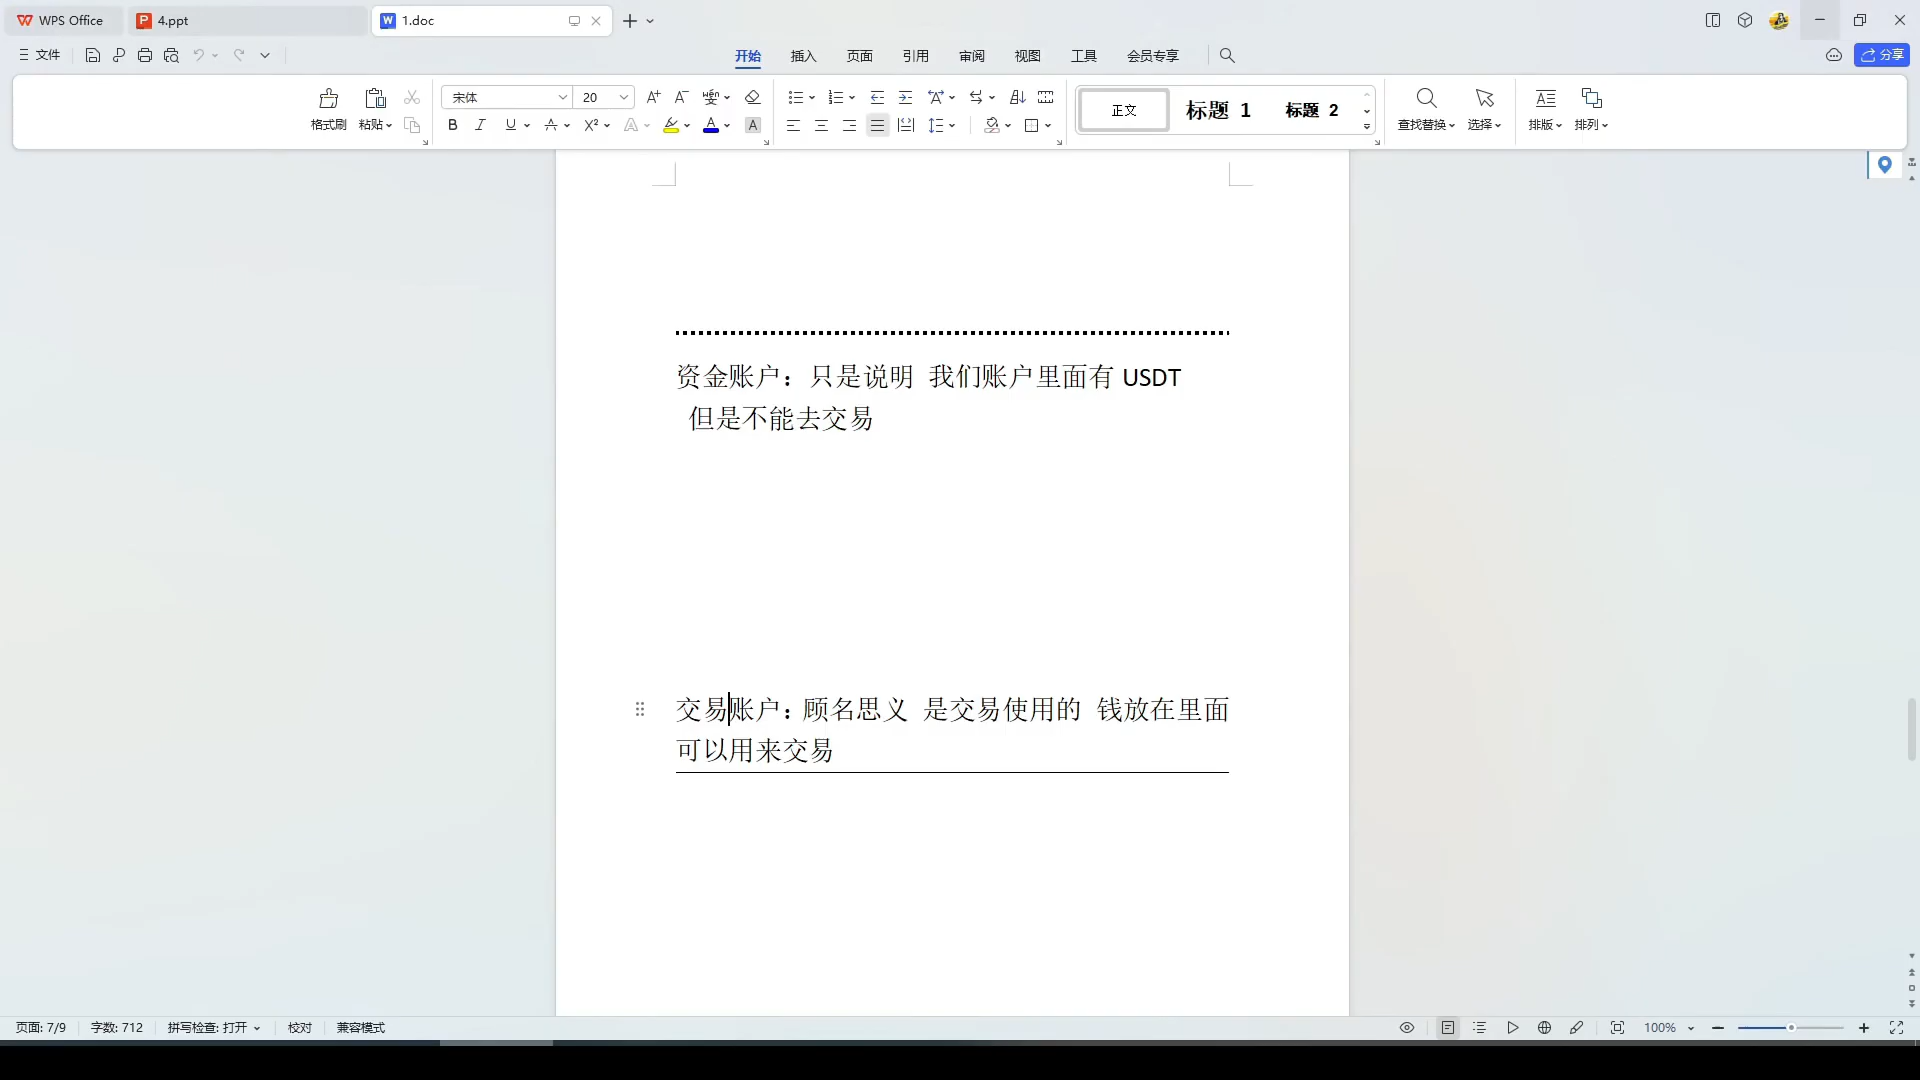 WPS Office
4.ppt
1.doc
文件
开始 插入 页面 引用 审阅 视图 工具 会员专享
分享
格式刷 粘贴
宋体 20
正文 标题 1 标题 2
查找替换 选择 排版 排列
资金账户：只是说明 我们账户里面有 USDT
但是不能去交易
交易账户：顾名思义 是交易使用的 钱放在里面
可以用来交易
页面: 7/9 字数: 712 拼写检查: 打开 校对 兼容模式 100%